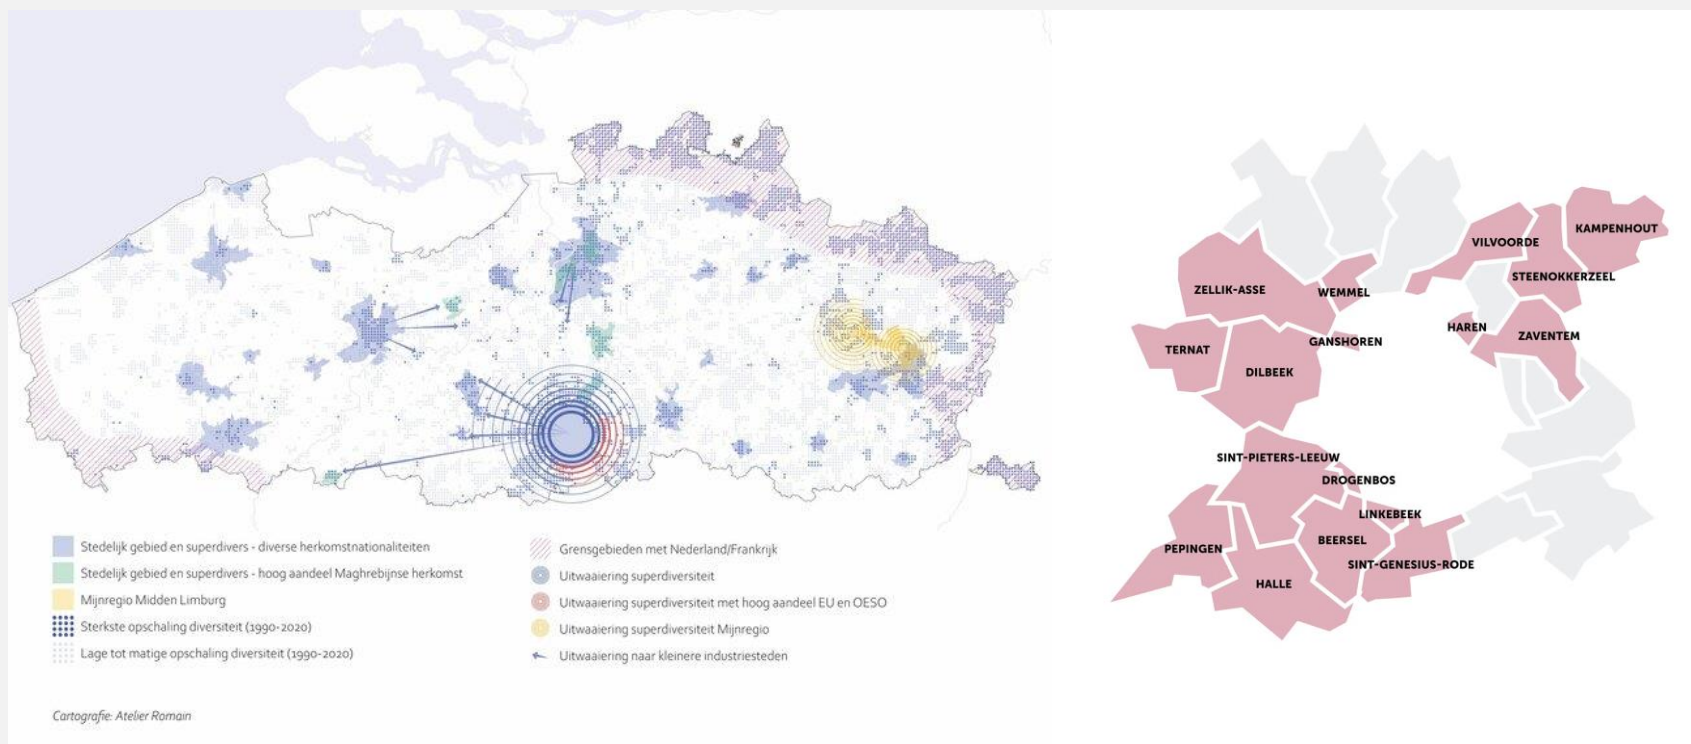 Stedelijk gebied en superdivers - diverse herkomstnationaliteiten
Stedelijk gebied en superdivers - hoog aandeel Maghrebijnse herkomst
Mijnregio Midden Limburg
Sterkste opschaling diversiteit (1990-2020)
Lage tot matige opschaling diversiteit (1990-2020)
Grensgebieden met Nederland/Frankrijk
Uitwaaiering superdiversiteit
Uitwaaiering superdiversiteit met hoog aandeel EU en OESO
Uitwaaiering superdiversiteit Mijnregio
Uitwaaiering naar kleinere industriesteden
Cartografie: Atelier Romain
KAMPENHOUT
VILVOORDE
STEENOKKERZEEL
ZELLIK-ASSE
WEMMEL
HAREN
ZAVENTEM
GANSHOREN
TERNAT
DILBEEK
SINT-PIETERS-LEEUW
DROGENBOS
LINKEBEEK
BEERSEL
PEPINGEN
SINT-GENESIUS-RODE
HALLE